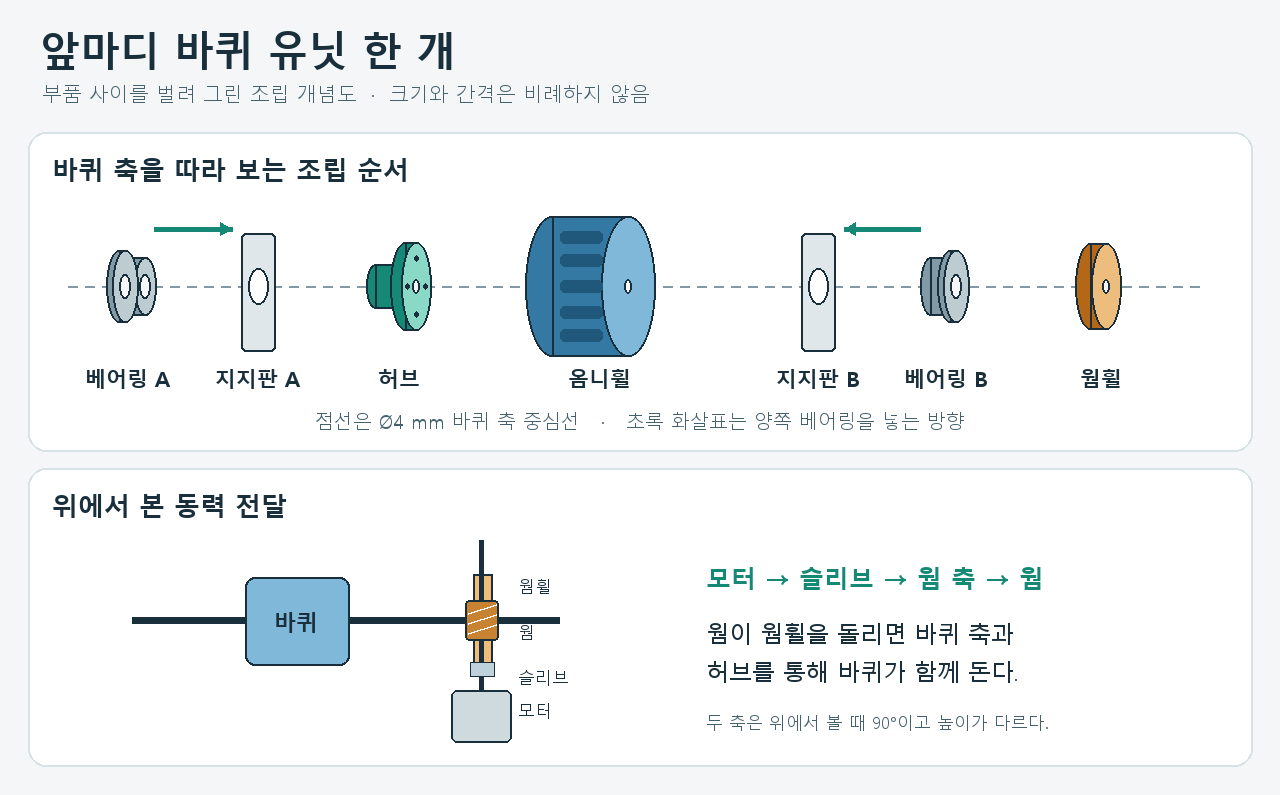 앞마디 바퀴 유닛 한 개
부품 사이를 벌려 그린 조립 개념도 · 크기와 간격은 비례하지 않음
바퀴 축을 따라 보는 조립 순서
베어링 A 지지판 A 허브 옴니휠 지지판 B 베어링 B 웜휠
점선은 Ø4 mm 바퀴 축 중심선 · 초록 화살표는 양쪽 베어링을 넣는 방향
위에서 본 동력 전달
바퀴
웜휠
웜
슬리브
모터
모터 → 슬리브 → 웜 축 → 웜
웜이 웜휠을 돌리면 바퀴 축과
허브를 통해 바퀴가 함께 돈다.
두 축은 위에서 볼 때 90°이고 높이가 다르다.